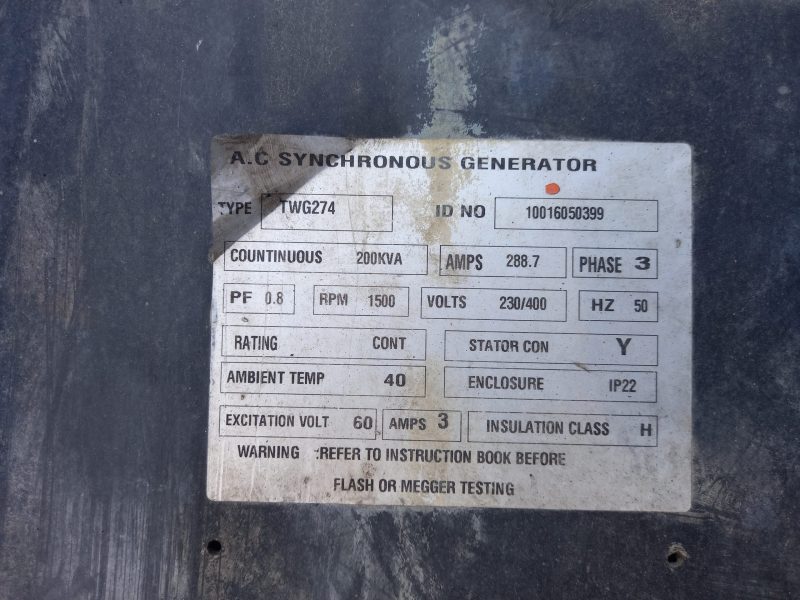 A.C SYNCHRONOUS GENERATOR
TYPE TWG274 ID NO 10016050399
COUNTINUOUS 200KVA AMPS 288.7 PHASE 3
PF 0.8 RPM 1500 VOLTS 230/400 HZ 50
RATING CONT STATOR CON Y
AMBIENT TEMP 40 ENCLOSURE IP22
EXCITATION VOLT 60 AMPS 3 INSULATION CLASS H
WARNING :REFER TO INSTRUCTION BOOK BEFORE
FLASH OR MEGGER TESTING